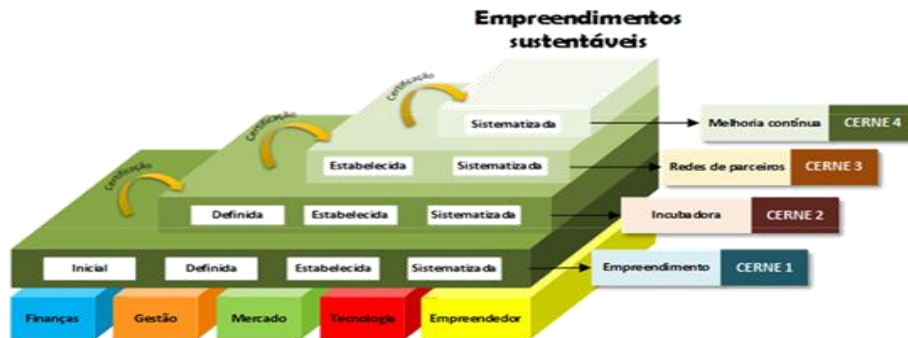 Empreendimentos
sustentáveis
Certificação
Sistematizada
Melhoria contínua
CERNE 4
Certificação
Estabelecida
Sistematizada
Redes de parceiros
CERNE 3
Certificação
Definida
Estabelecida
Sistematizada
Incubadora
CERNE 2
Inicial
Definida
Estabelecida
Sistematizada
Empreendimento
CERNE 1
Finanças
Gestão
Mercado
Tecnologia
Empreendedor